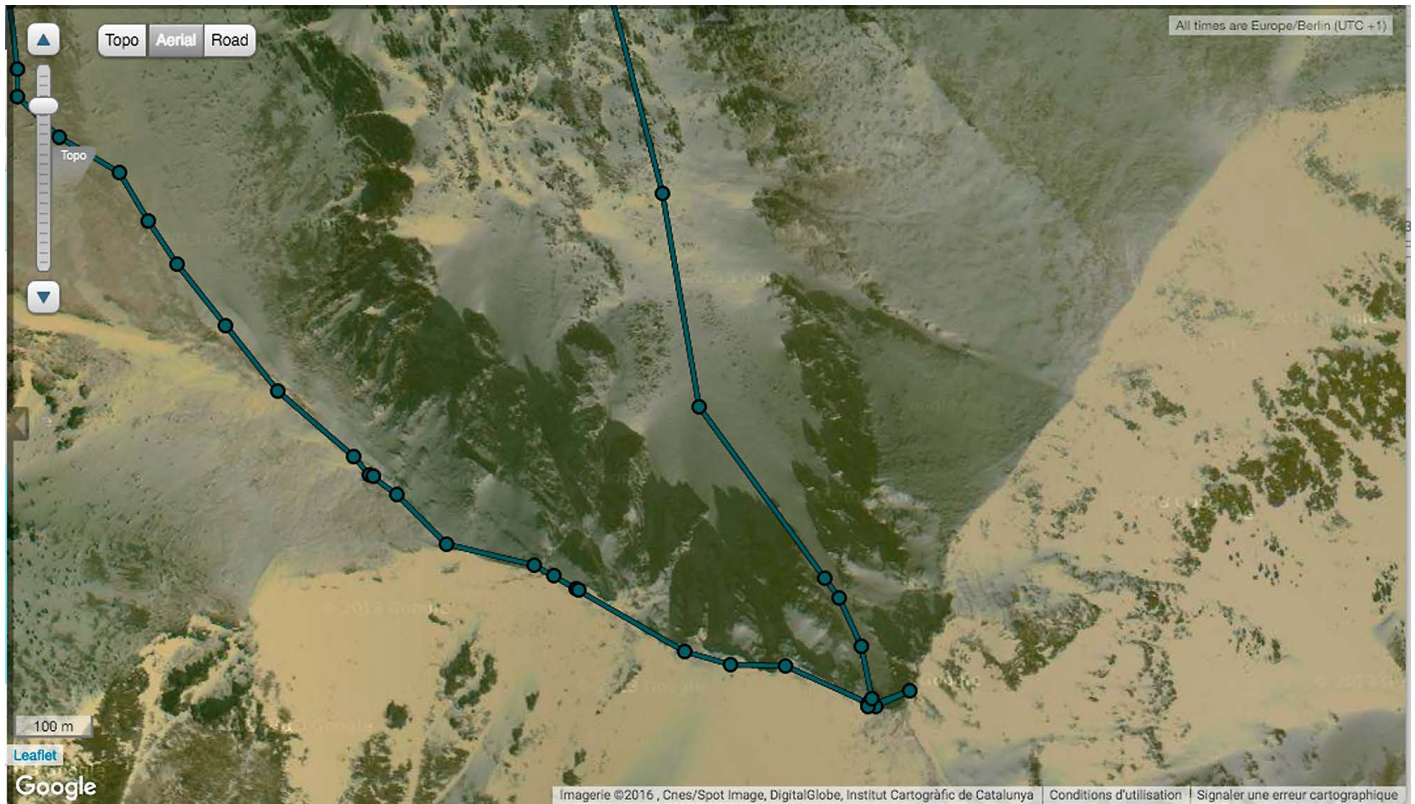 Topo Aerial Road
All times are Europe/Berlin (UTC +1)
Topo
100 m
Leaflet
Google
Imagerie ©2016 , Cnes/Spot Image, DigitalGlobe, Institut Cartogràfic de Catalunya Conditions d'utilisation Signaler une erreur cartographique